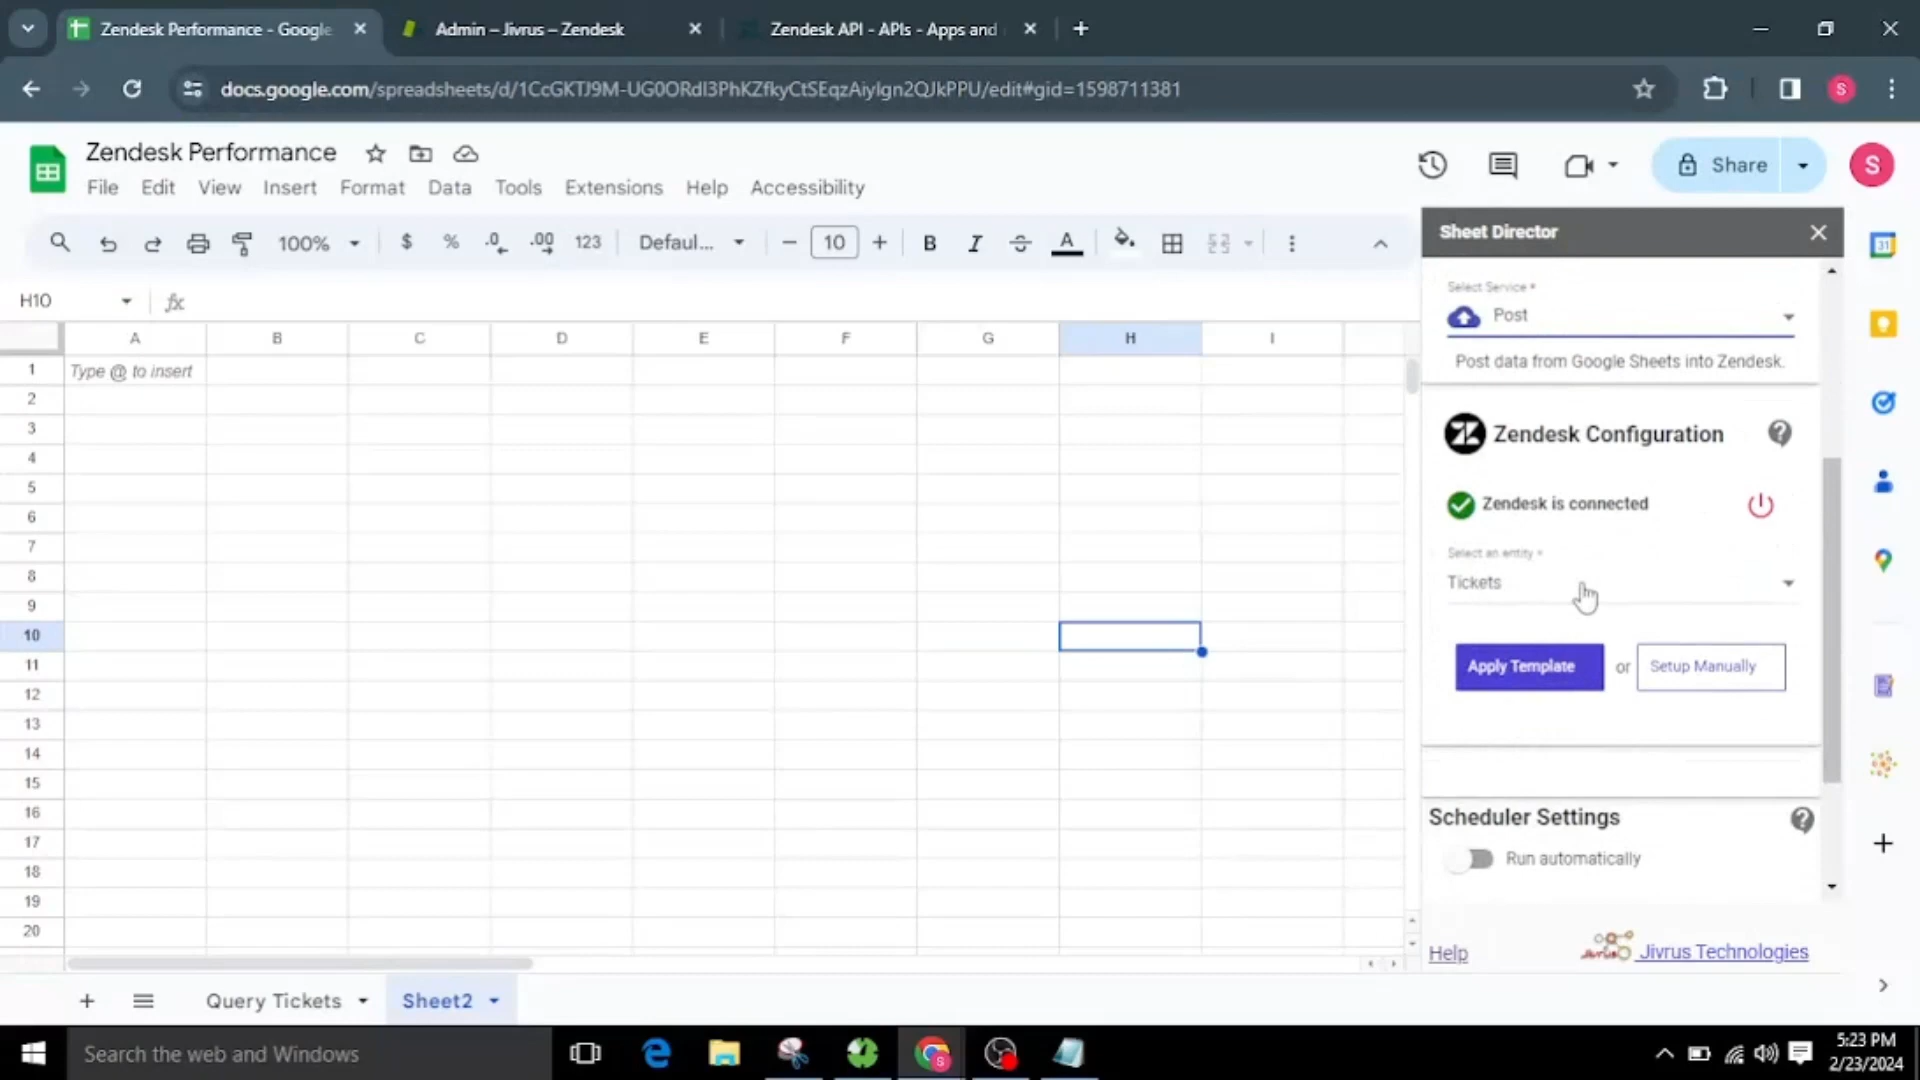 Zendesk Performance - Google
Admin – Jivrus – Zendesk
Zendesk API - APIs - Apps and
docs.google.com/spreadsheets/d/1CcGKTJ9M-UG0ORdI3PhKZfkyCtSEqzAiyIgn2QJkPPU/edit#gid=1598711381
S
Zendesk Performance
Share
S
File Edit View Insert Format Data Tools Extensions Help Accessibility
100% $ % .0 .00 123 Defaul... 10 B I A
H10 fx
A B C D E F G H I
1 Type @ to insert
2
3
4
5
6
7
8
9
10
11
12
13
14
15
16
17
18
19
20
Sheet Director
Select Service *
Post
Post data from Google Sheets into Zendesk.
Zendesk Configuration
Zendesk is connected
Select an entity *
Tickets
Apply Template or Setup Manually
Scheduler Settings
Run automatically
Help Jivrus Technologies
31
Query Tickets Sheet2
Search the web and Windows
5:23 PM
2/23/2024